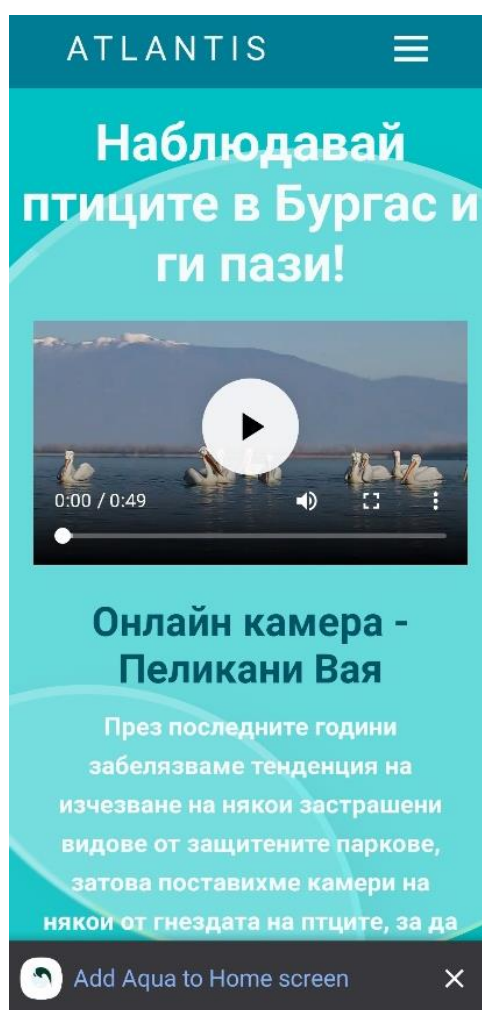 ATLANTIS
Наблюдавай
птиците в Бургас и
ги пази!
0:00 / 0:49
Онлайн камера -
Пеликани Вая
През последните години
забелязваме тенденция на
изчезване на някои застрашени
видове от защитените паркове,
затова поставихме камери на
някои от гнездата на птците, за да
Add Aqua to Home screen